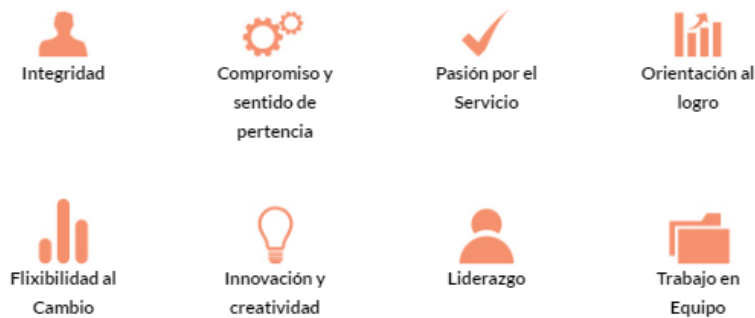 Integridad
Compromiso y
sentido de
pertencia
Pasión por el
Servicio
Orientación al
logro
Flixibilidad al
Cambio
Innovación y
creatividad
Liderazgo
Trabajo en
Equipo